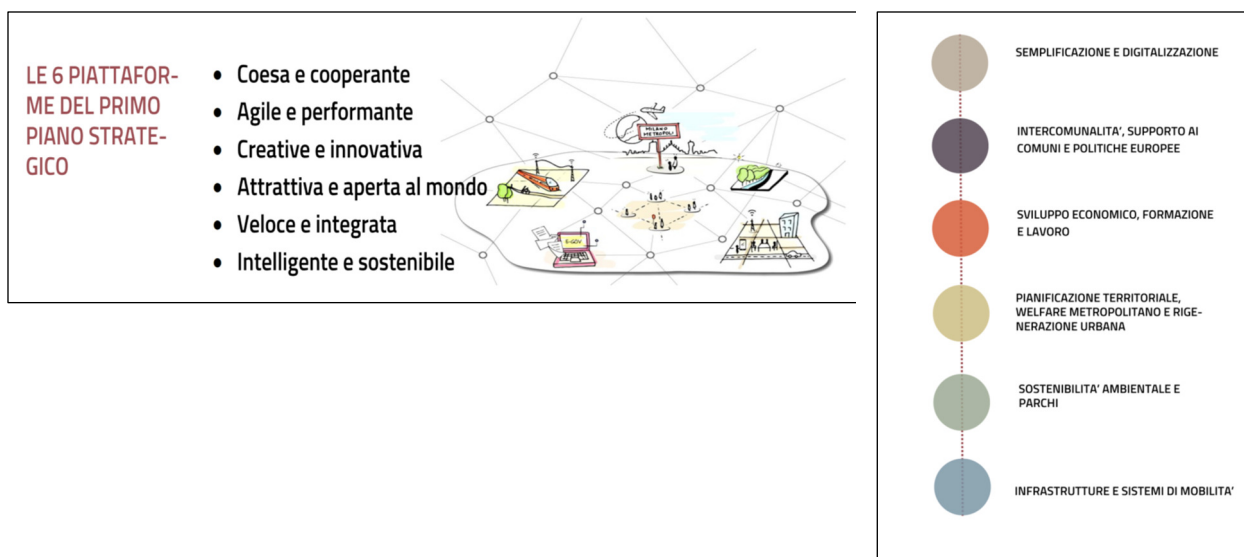 LE 6 PIATTAFOR-
ME DEL PRIMO
PIANO STRATE-
GICO
• Coesa e cooperante
• Agile e performante
• Creative e innovativa
• Attrattiva e aperta al mondo
• Veloce e integrata
• Intelligente e sostenibile
MILANO
METROPOLI
E-GOV
SEMPLIFICAZIONE E DIGITALIZZAZIONE
INTERCOMUNALITA’, SUPPORTO AI
COMUNI E POLITICHE EUROPEE
SVILUPPO ECONOMICO, FORMAZIONE
E LAVORO
PIANIFICAZIONE TERRITORIALE,
WELFARE METROPOLITANO E RIGE-
NERAZIONE URBANA
SOSTENIBILITA’ AMBIENTALE E
PARCHI
INFRASTRUTTURE E SISTEMI DI MOBILITA’